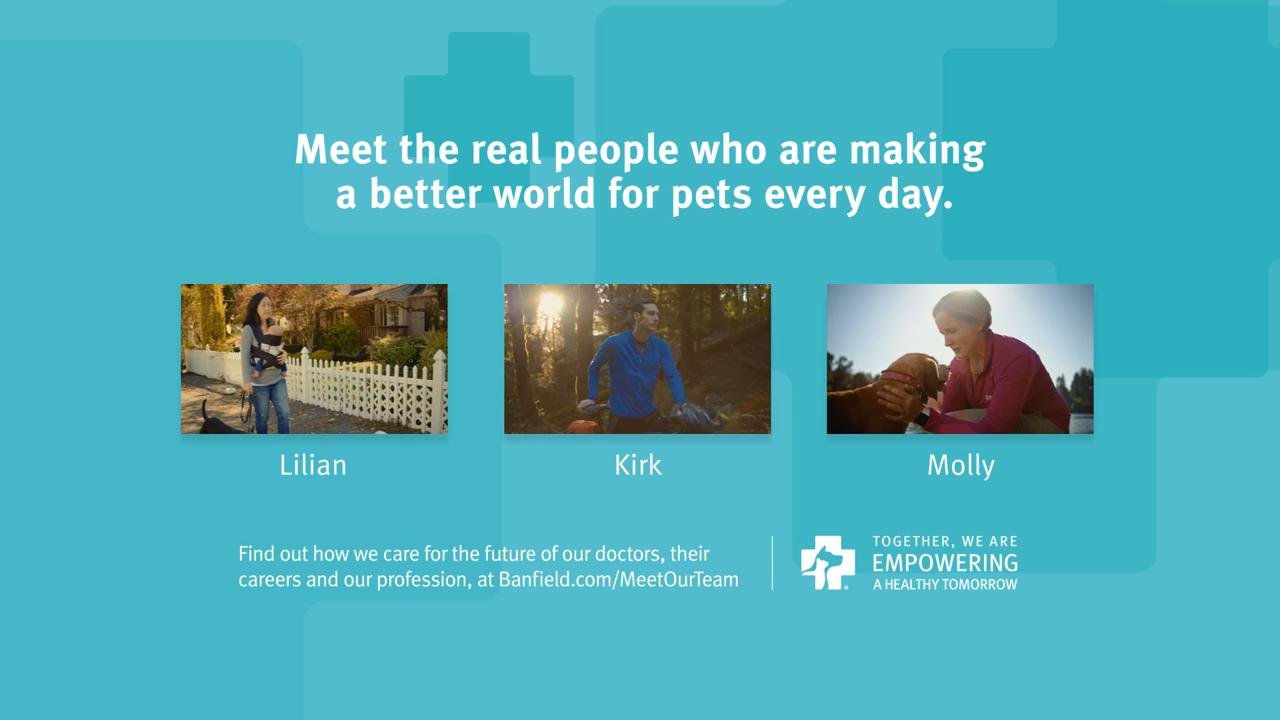 Meet the real people who are making
a better world for pets every day.
Lilian
Kirk
Molly
Find out how we care for the future of our doctors, their
careers and our profession, at Banfield.com/MeetOurTeam
TOGETHER, WE ARE
EMPOWERING
A HEALTHY TOMORROW